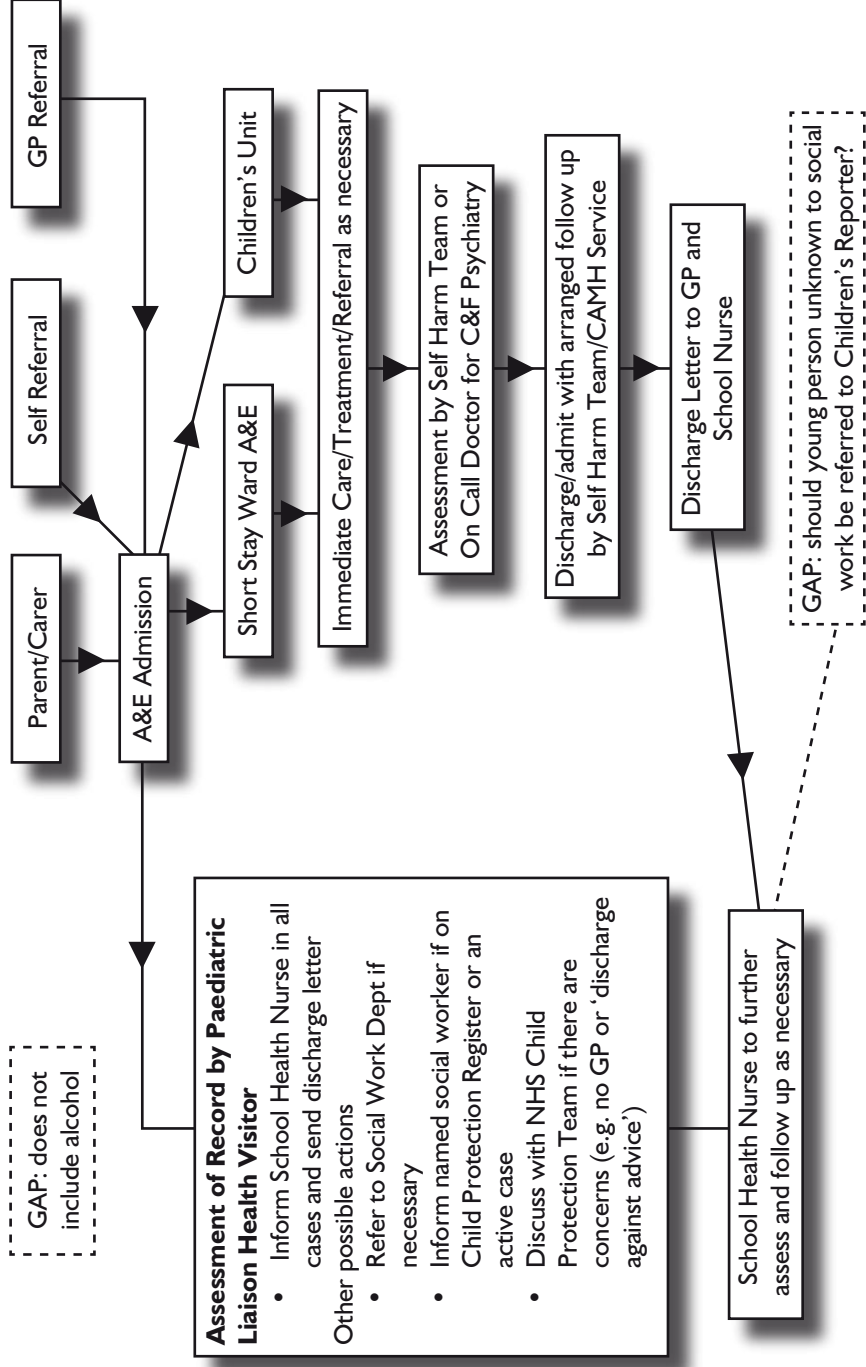 Parent/Carer
Self Referral
GP Referral
GAP: does not
include alcohol
A&E Admission
Short Stay Ward A&E
Children's Unit
Immediate Care/Treatment/Referral as necessary
Assessment by Self Harm Team or
On Call Doctor for C&F Psychiatry
Discharge/admit with arranged follow up
by Self Harm Team/CAMH Service
Discharge Letter to GP and
School Nurse
Assessment of Record by Paediatric
Liaison Health Visitor
• Inform School Health Nurse in all
cases and send discharge letter
Other possible actions
• Refer to Social Work Dept if
necessary
• Inform named social worker if on
Child Protection Register or an
active case
• Discuss with NHS Child
Protection Team if there are
concerns (e.g. no GP or ‘discharge
against advice’)
School Health Nurse to further
assess and follow up as necessary
GAP: should young person unknown to social
work be referred to Children's Reporter?